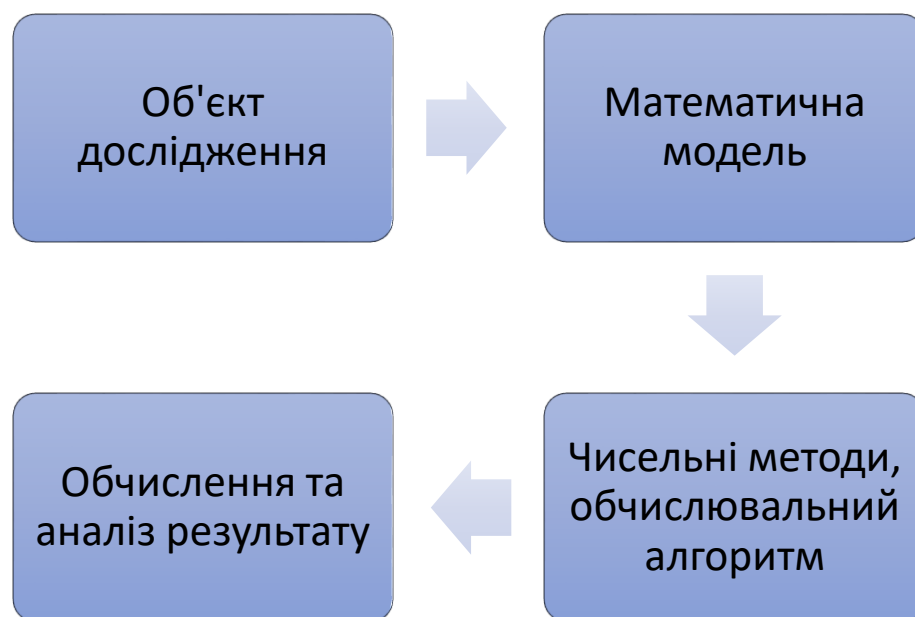 Об'єкт
дослідження
Математична
модель
Чисельні методи,
обчислювальний
алгоритм
Обчислення та
аналіз результату